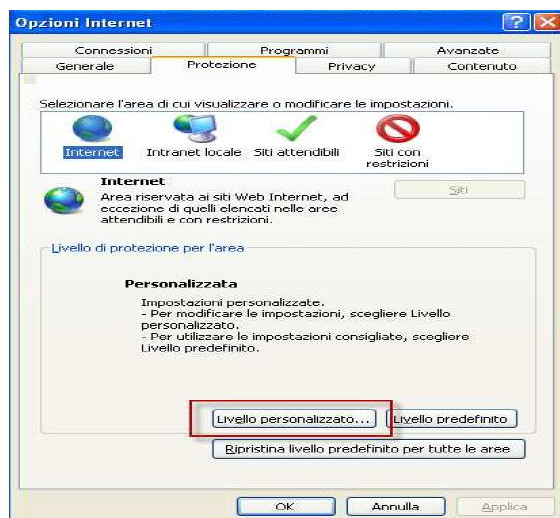 Opzioni Internet
Connessioni Programmi Avanzate
Generale Protezione Privacy Contenuto
Selezionare l'area di cui visualizzare o modificare le impostazioni.
Internet Intranet locale Siti attendibili Siti con
restrizioni
Internet
Area riservata ai siti Web Internet, ad
eccezione di quelli elencati nelle aree
attendibili e con restrizioni.
Siti
Livello di protezione per l'area
Personalizzata
Impostazioni personalizzate.
- Per modificare le impostazioni, scegliere Livello
personalizzato.
- Per utilizzare le impostazioni consigliate, scegliere
Livello predefinito.
Livello personalizzato... Livello predefinito
Ripristina livello predefinito per tutte le aree
OK Annulla Applica